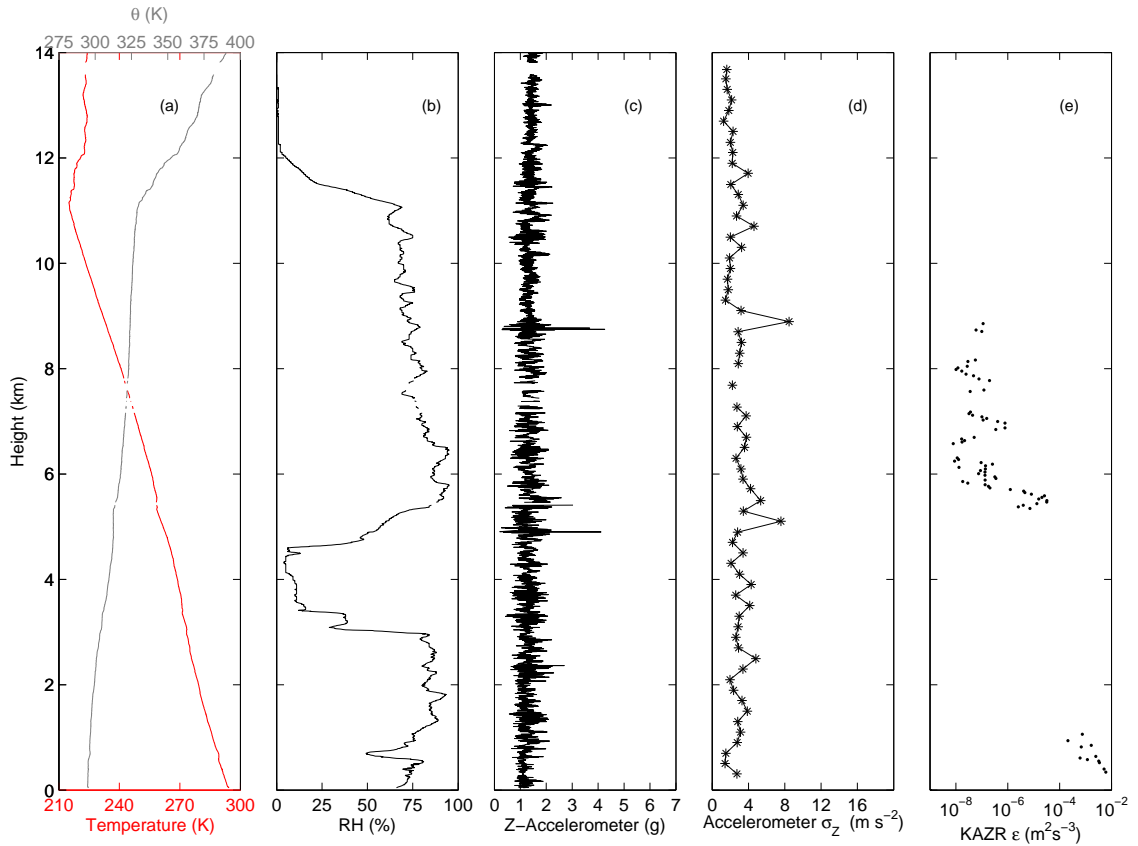 θ (K)
275 300 325 350 375 400
14
12
10
8
6
4
2
0
Height (km)
(a) (b) (c) (d) (e)
210 240 270 300
Temperature (K)
0 25 50 75 100
RH (%)
0 1 2 3 4 5 6 7
Z−Accelerometer (g)
0 4 8 12 16 20
Accelerometer σ_Z (m s⁻²)
10⁻⁸ 10⁻⁶ 10⁻⁴ 10⁻²
KAZR ε (m²s⁻³)